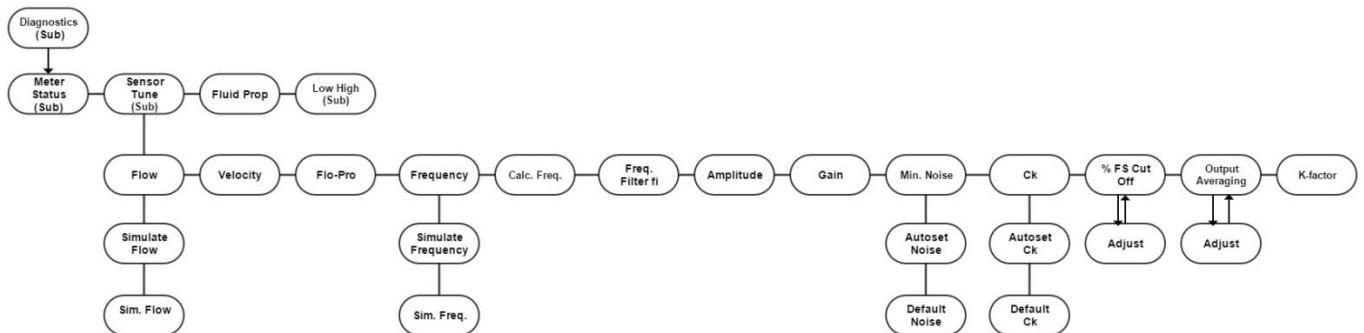 Diagnostics
(Sub)
Meter
Status
(Sub)
Sensor
Tune
(Sub)
Fluid Prop
Low High
(Sub)
Flow
Velocity
Flo-Pro
Frequency
Calc. Freq.
Freq.
Filter fi
Amplitude
Gain
Min. Noise
Ck
% FS Cut
Off
Output
Averaging
K-factor
Simulate
Flow
Simulate
Frequency
Autoset
Noise
Autoset
Ck
Adjust
Adjust
Sim. Flow
Sim. Freq.
Default
Noise
Default
Ck